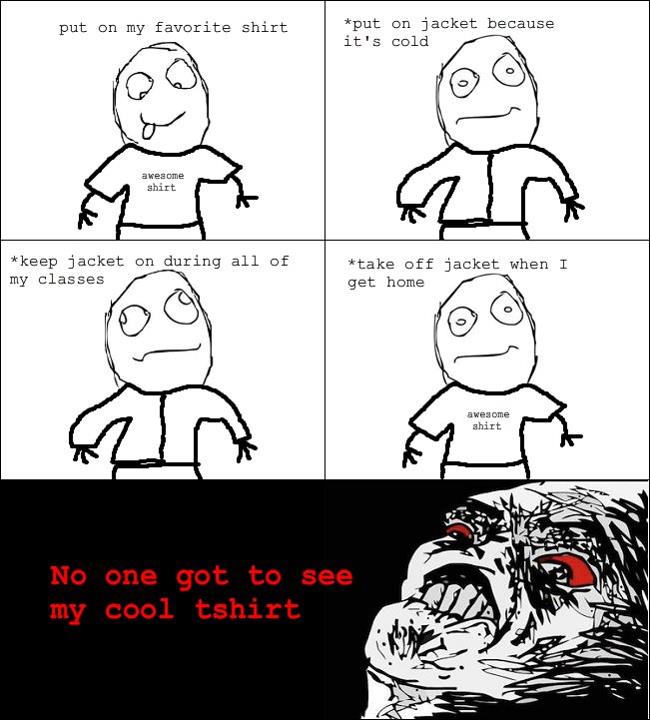 put on my favorite shirt
awesome
shirt
*put on jacket because
it's cold
*keep jacket on during all of
my classes
*take off jacket when I
get home
awesome
shirt
No one got to see
my cool tshirt